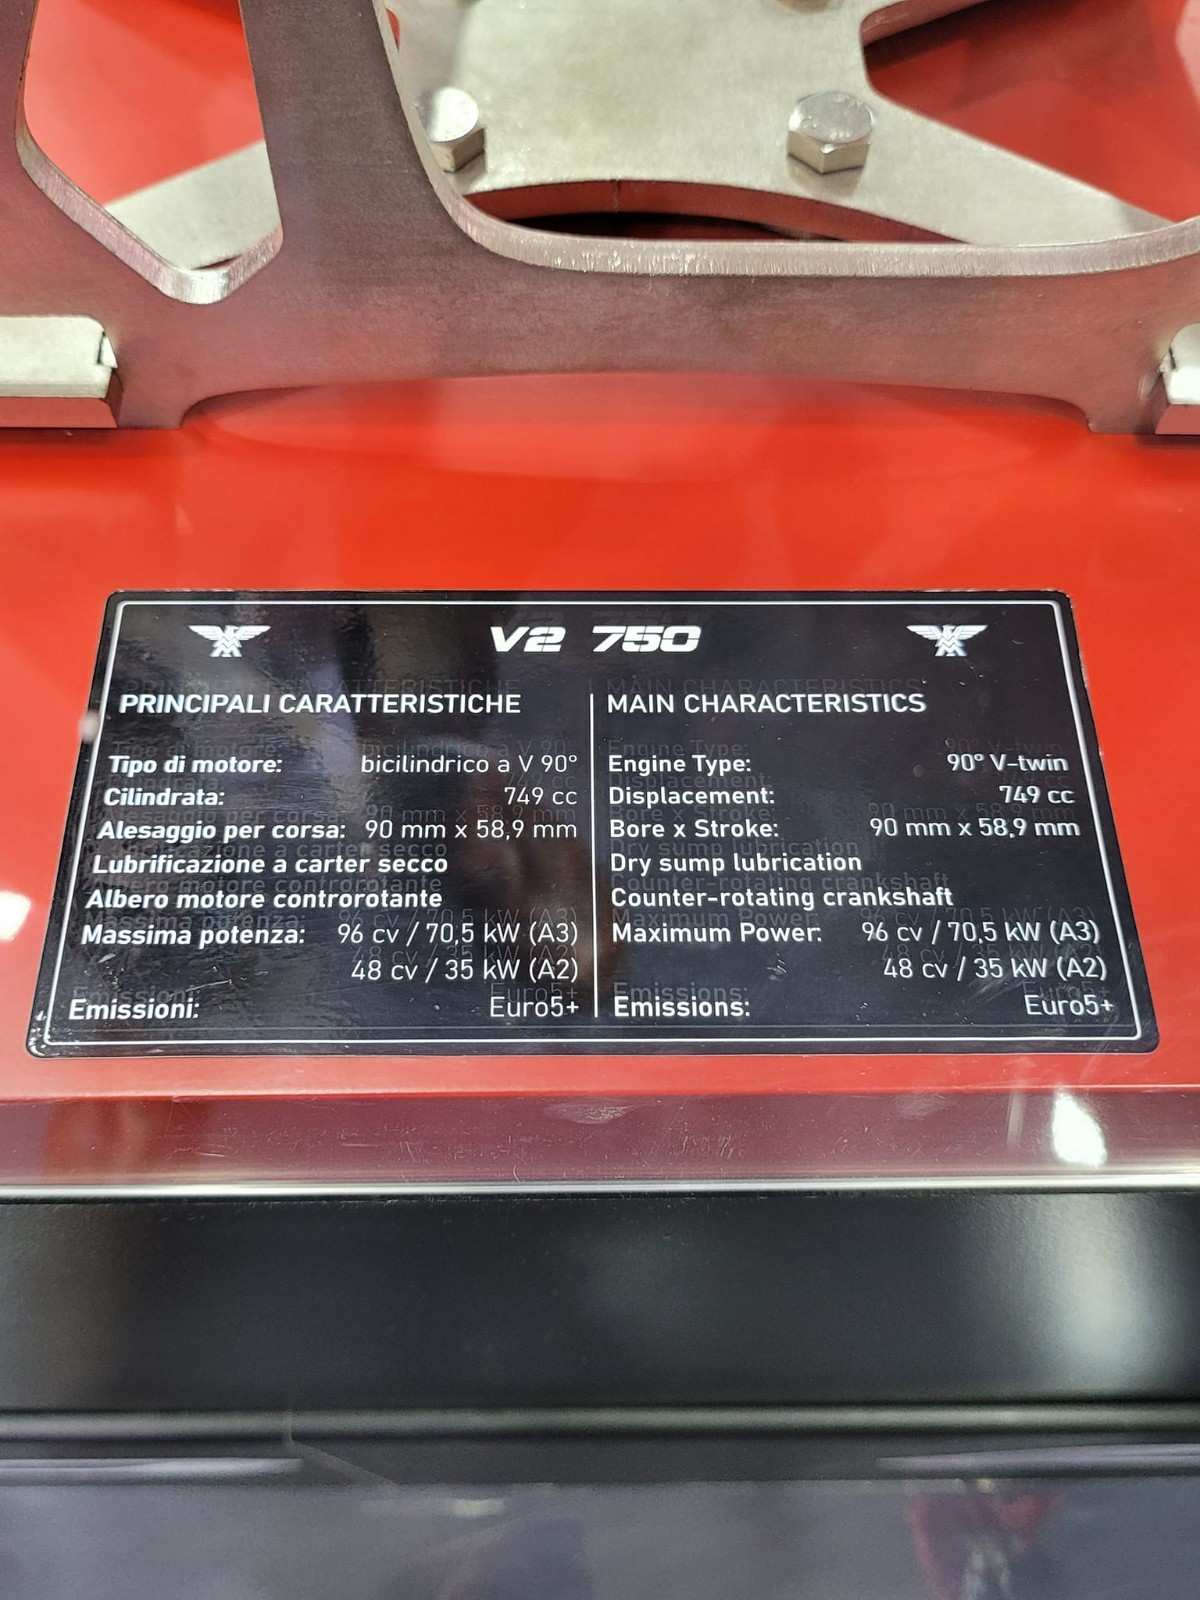 V2 750
PRINCIPALI CARATTERISTICHE
Tipo di motore: bicilindrico a V 90°
Cilindrata: 749 cc
Alesaggio per corsa: 90 mm x 58,9 mm
Lubrificazione a carter secco
Albero motore controrotante
Massima potenza: 96 cv / 70,5 kW (A3)
48 cv / 35 kW (A2)
Emissioni: Euro5+
MAIN CHARACTERISTICS
Engine Type: 90° V-twin
Displacement: 749 cc
Bore x Stroke: 90 mm x 58,9 mm
Dry sump lubrication
Counter-rotating crankshaft
Maximum Power: 96 cv / 70,5 kW (A3)
48 cv / 35 kW (A2)
Emissions: Euro5+